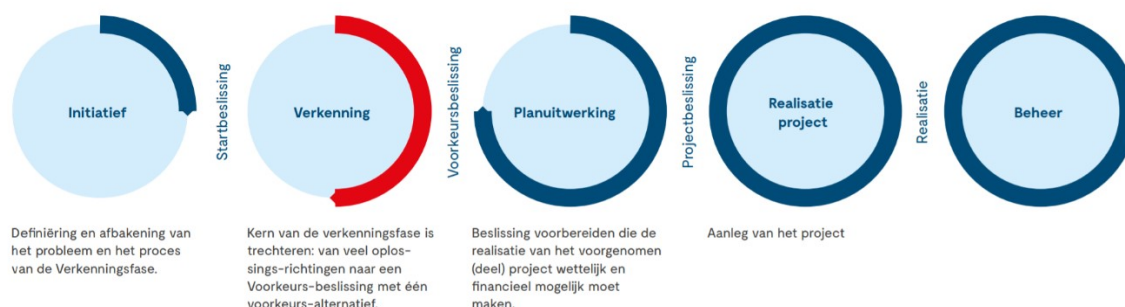 Initiatief
Startbeslissing
Verkenning
Voorkeursbeslissing
Planuitwerking
Projectbeslissing
Realisatie
project
Realisatie
Beheer
Definiëring en afbakening van
het probleem en het proces
van de Verkenningsfase.
Kern van de verkenningsfase is
trechteren: van veel oplos-
sings-richtingen naar een
Voorkeurs-beslissing met één
voorkeurs-alternatief.
Beslissing voorbereiden die de
realisatie van het voorgenomen
(deel) project wettelijk en
financieel mogelijk moet
maken.
Aanleg van het project